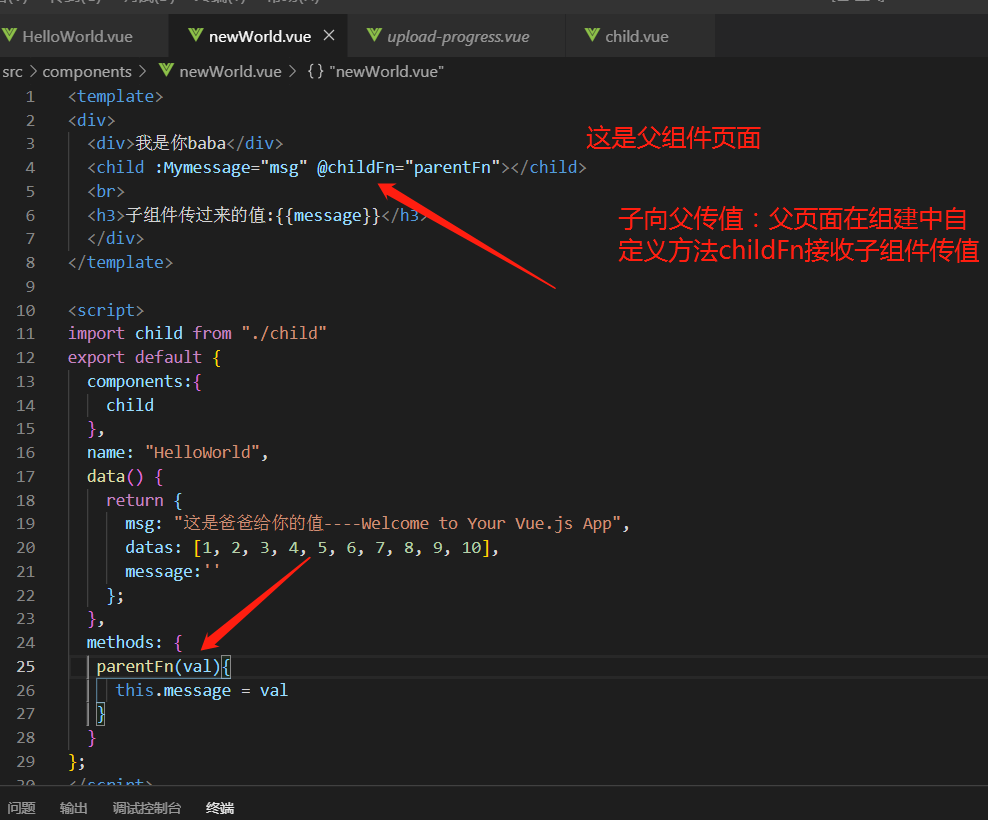 HelloWorld.vue
newWorld.vue
upload-progress.vue
child.vue
src > components > newWorld.vue > {} "newWorld.vue"
1 <template>
2 <div>
3 <div>我是你baba</div>
4 <child :Mymessage="msg" @childFn="parentFn"></child>
5 <br>
6 <h3>子组件传过来的值:{{message}}</h3>
7 </div>
8 </template>
9
10 <script>
11 import child from "./child"
12 export default {
13 components:{
14 child
15 },
16 name: "HelloWorld",
17 data() {
18 return {
19 msg: "这是爸爸给你的值----Welcome to Your Vue.js App",
20 datas: [1, 2, 3, 4, 5, 6, 7, 8, 9, 10],
21 message:''
22 };
23 },
24 methods: {
25 parentFn(val){
26 this.message = val
27 }
28 }
29 };
30 </script>
这是父组件页面
子向父传值：父页面在组建中自
定义方法childFn接收子组件传值
问题 输出 调试控制台 终端